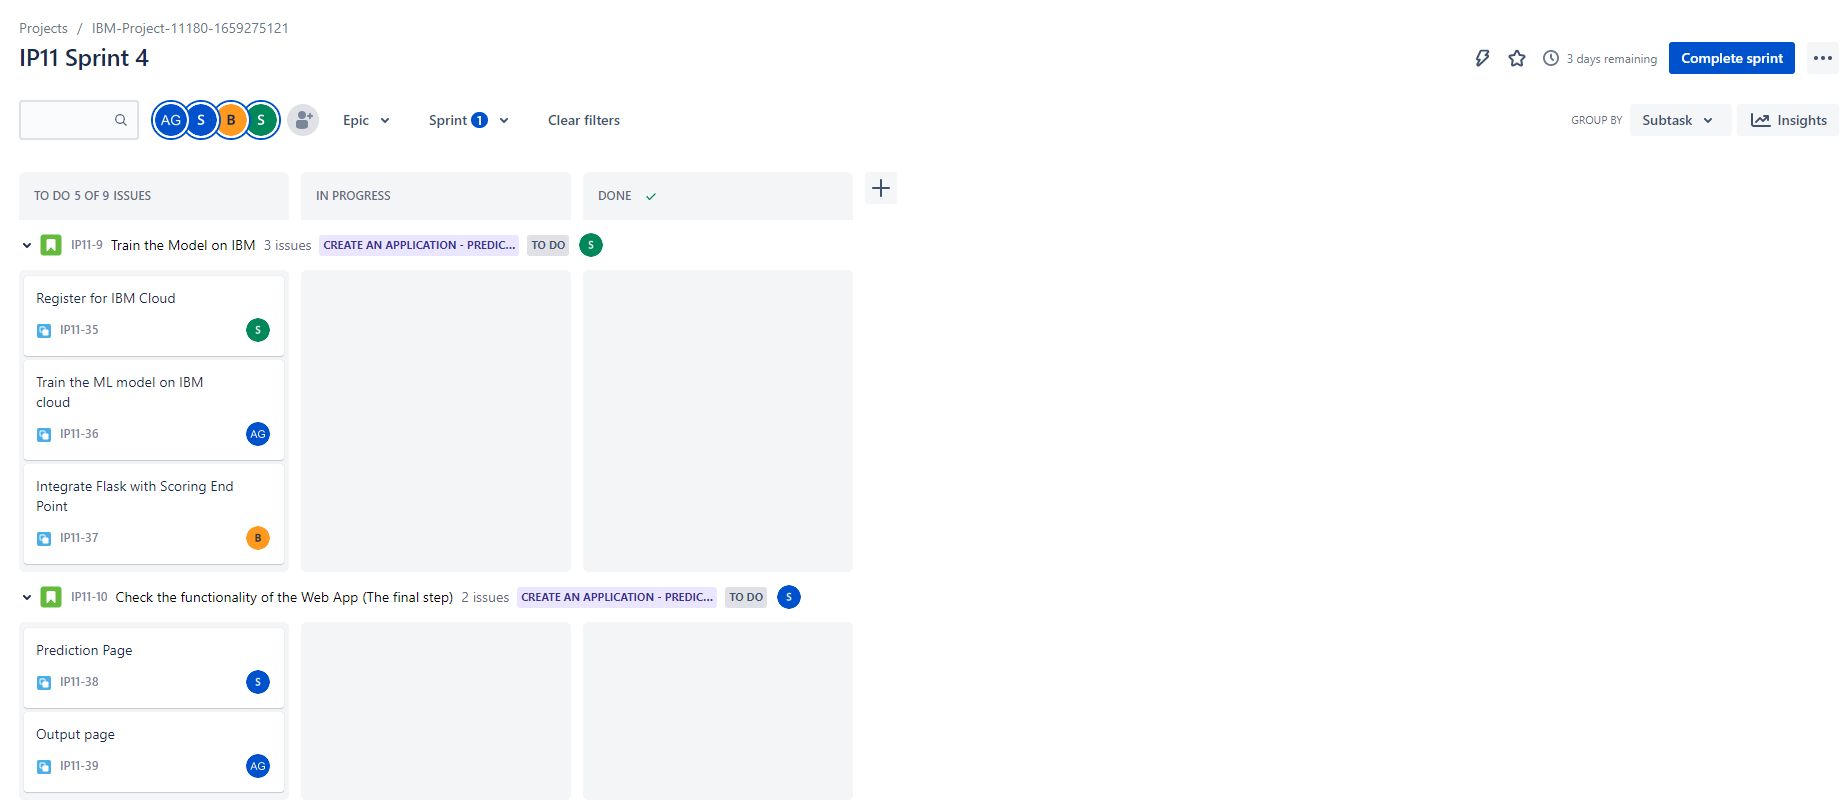 Projects / IBM-Project-11180-1659275121
IP11 Sprint 4
3 days remaining
Complete sprint
AG S B S
Epic
Sprint 1
Clear filters
GROUP BY
Subtask
Insights
TO DO 5 OF 9 ISSUES
IN PROGRESS
DONE
IP11-9 Train the Model on IBM 3 issues CREATE AN APPLICATION - PREDIC... TO DO S
Register for IBM Cloud
IP11-35 S
Train the ML model on IBM
cloud
IP11-36 AG
Integrate Flask with Scoring End
Point
IP11-37 B
IP11-10 Check the functionality of the Web App (The final step) 2 issues CREATE AN APPLICATION - PREDIC... TO DO S
Prediction Page
IP11-38 S
Output page
IP11-39 AG